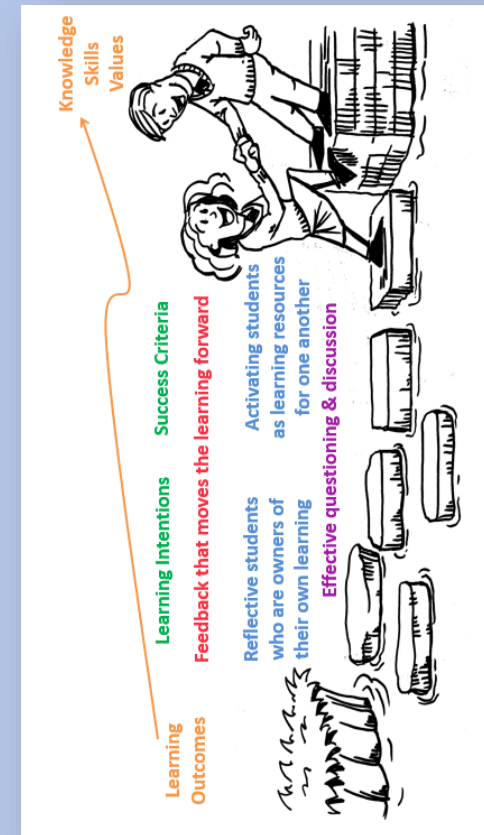 Knowledge
Skills
Values
Learning
Outcomes
Learning Intentions
Success Criteria
Feedback that moves the learning forward
Reflective students
who are owners of
their own learning
Activating students
as learning resources
for one another
Effective questioning & discussion